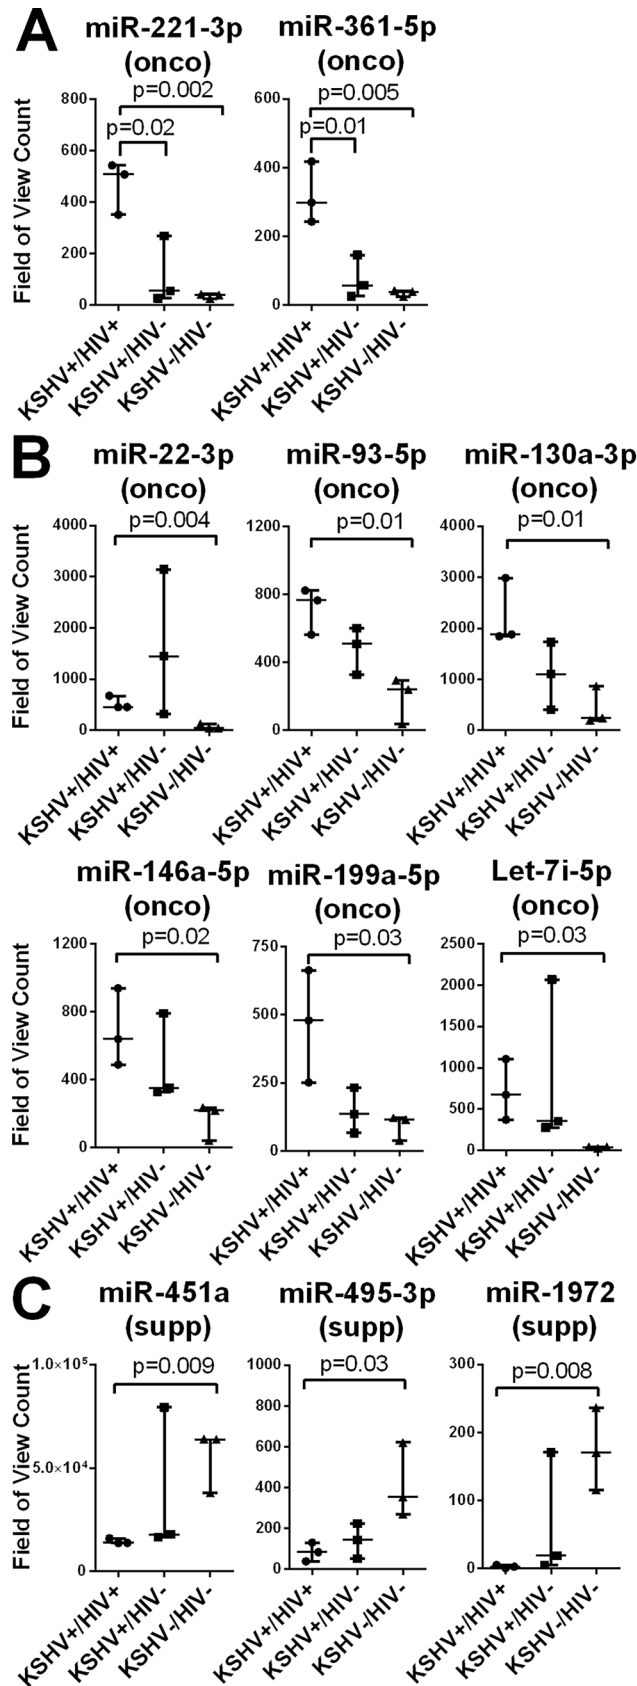 A
miR-221-3p miR-361-5p
(onco) (onco)
Field of View Count
800
600
400
200
0
p=0.002
p=0.02
KSHV+/HIV+
KSHV+/HIV-
KSHV-/HIV-
600
400
200
0
p=0.005
p=0.01
KSHV+/HIV+
KSHV+/HIV-
KSHV-/HIV-
B
miR-22-3p miR-93-5p miR-130a-3p
(onco) (onco) (onco)
Field of View Count
4000
3000
2000
1000
0
p=0.004
KSHV+/HIV+
KSHV+/HIV-
KSHV-/HIV-
1200
800
400
0
p=0.01
KSHV+/HIV+
KSHV+/HIV-
KSHV-/HIV-
4000
3000
2000
1000
0
p=0.01
KSHV+/HIV+
KSHV+/HIV-
KSHV-/HIV-
miR-146a-5p miR-199a-5p Let-7i-5p
(onco) (onco) (onco)
Field of View Count
1200
800
400
0
p=0.02
KSHV+/HIV+
KSHV+/HIV-
KSHV-/HIV-
750
500
250
0
p=0.03
KSHV+/HIV+
KSHV+/HIV-
KSHV-/HIV-
2500
2000
1500
1000
500
0
p=0.03
KSHV+/HIV+
KSHV+/HIV-
KSHV-/HIV-
C
miR-451a miR-495-3p miR-1972
(supp) (supp) (supp)
Field of View Count
1.0×10⁵
5.0×10⁴
0
p=0.009
KSHV+/HIV+
KSHV+/HIV-
KSHV-/HIV-
1000
800
600
400
200
0
p=0.03
KSHV+/HIV+
KSHV+/HIV-
KSHV-/HIV-
300
200
100
0
p=0.008
KSHV+/HIV+
KSHV+/HIV-
KSHV-/HIV-